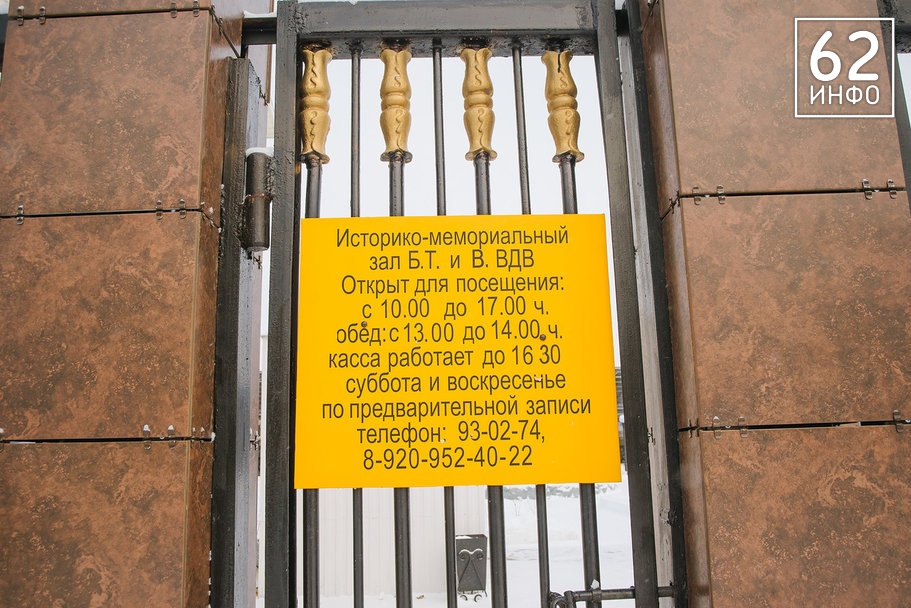 62
ИНФО
Историко-мемориальный
зал Б.Т. и В. ВДВ
Открыт для посещения:
с 10.00 до 17.00 ч.
обед: с 13.00 до 14.00 ч.
касса работает до 16 30
суббота и воскресенье
по предварительной записи
телефон: 93-02-74,
8-920-952-40-22